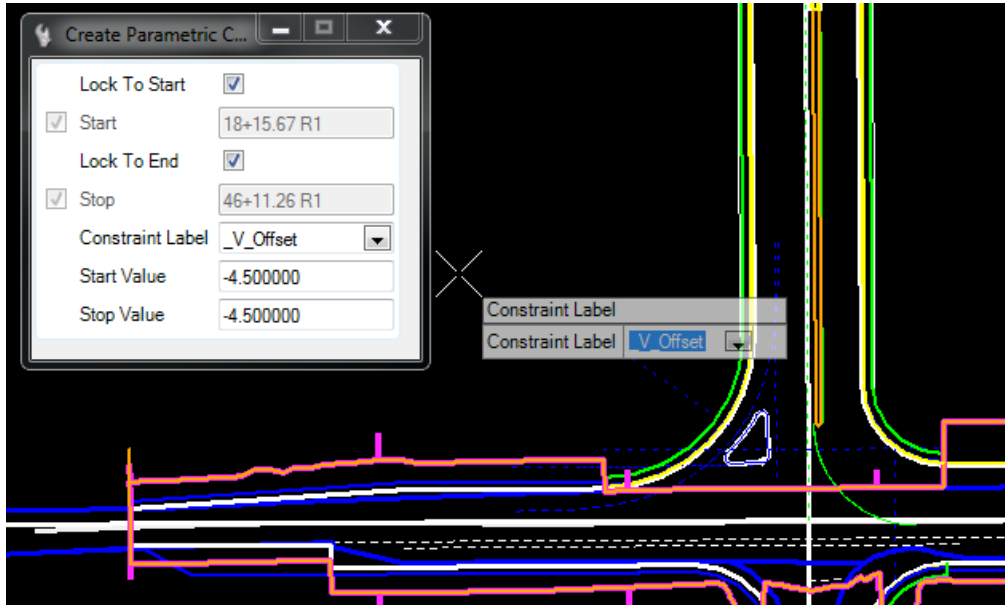 Create Parametric C...
Lock To Start
Start 18+15.67 R1
Lock To End
Stop 46+11.26 R1
Constraint Label _V_Offset
Start Value -4.500000
Stop Value -4.500000
Constraint Label
Constraint Label _V_Offset